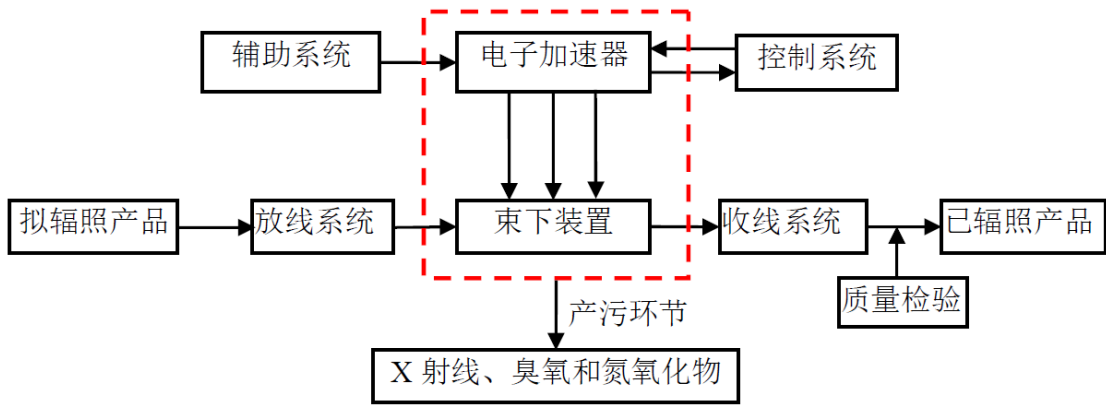 辅助系统
电子加速器
控制系统
拟辐照产品
放线系统
束下装置
收线系统
已辐照产品
质量检验
产污环节
X 射线、臭氧和氮氧化物